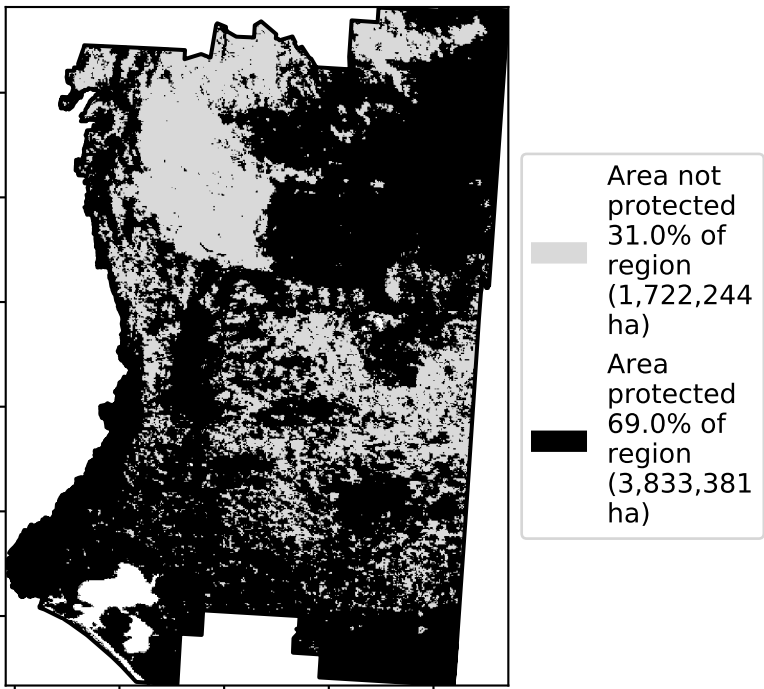 Area not
protected
31.0% of
region
(1,722,244
ha)
Area
protected
69.0% of
region
(3,833,381
ha)